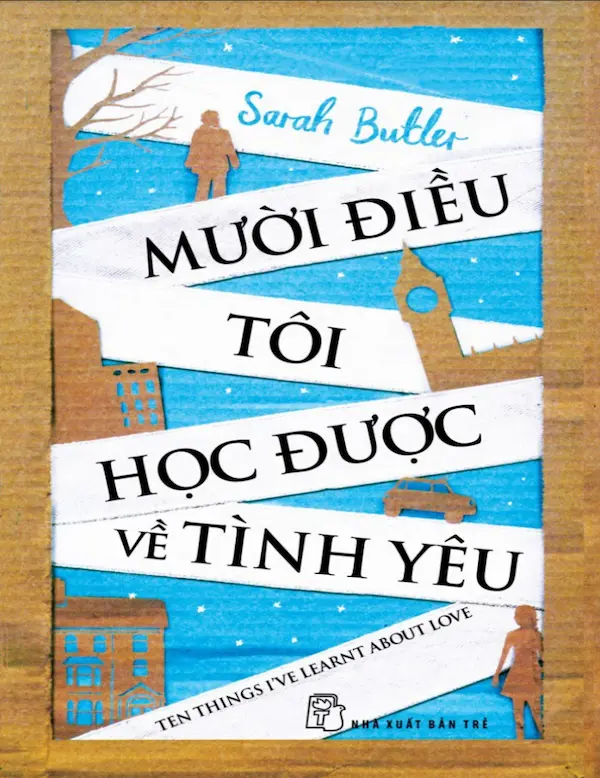 Sarah Butler
MƯỜI ĐIỀU
TÔI
HỌC ĐƯỢC
VỀ TÌNH YÊU
TEN THINGS I'VE LEARNT ABOUT LOVE
NHÀ XUẤT BẢN TRẺ